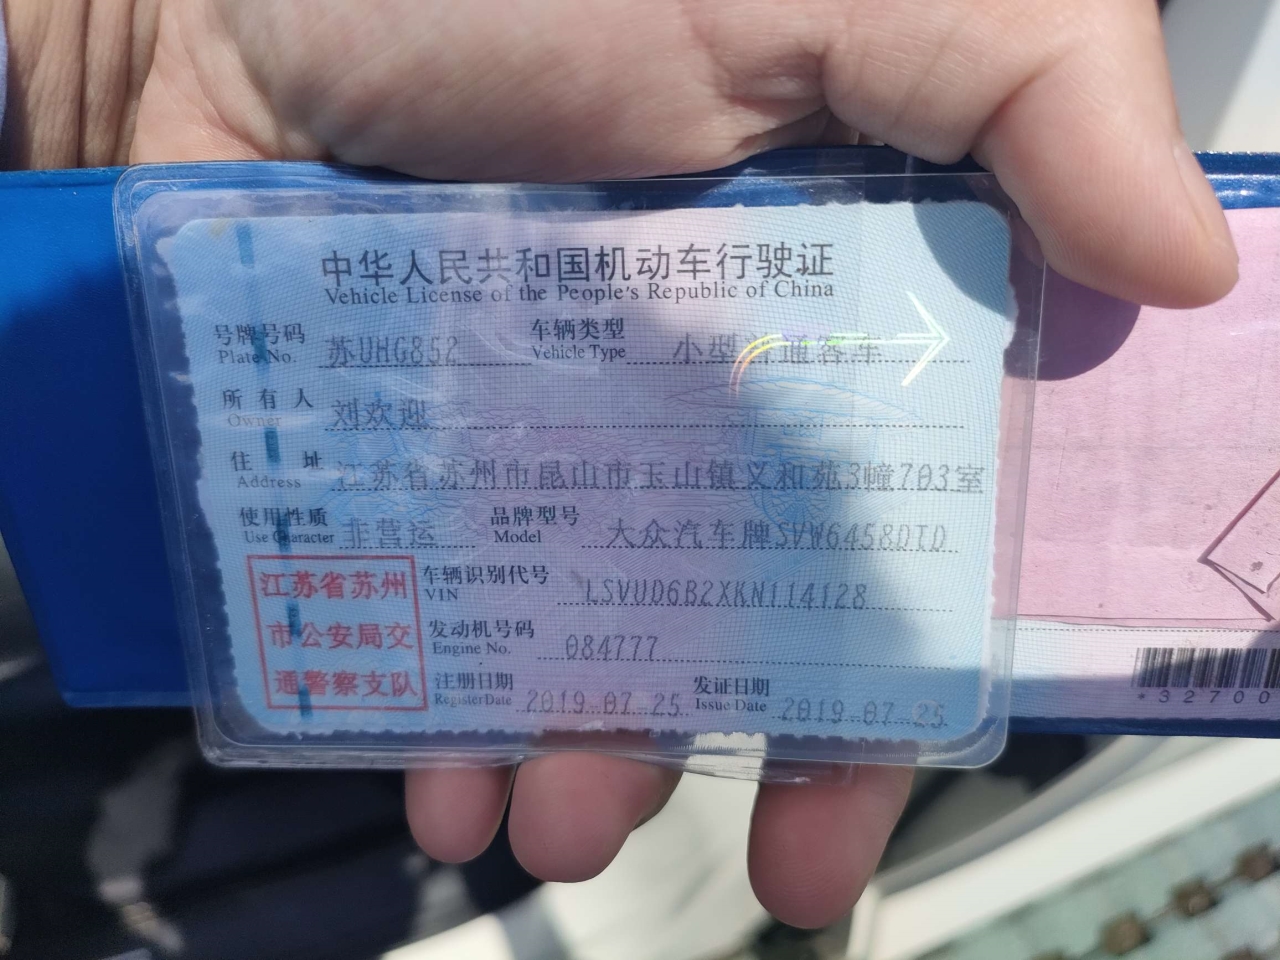 中华人民共和国机动车行驶证
Vehicle License of the People's Republic of China
号牌号码 苏UHG852 车辆类型 小型普通客车
Plate No. Vehicle Type
所有人 刘欢迎
Owner
住址 江苏省苏州市昆山市玉山镇义和苑3幢703室
Address
使用性质 非营运 品牌型号 大众汽车牌SVW6458DTD
Use Character Model
江苏省苏州
市公安局交
通警察支队
车辆识别代号 LSVUD6B2XKN114128
VIN
发动机号码 084777
Engine No.
注册日期 2019-07-25 发证日期 2019-07-25
Register Date Issue Date
*32700